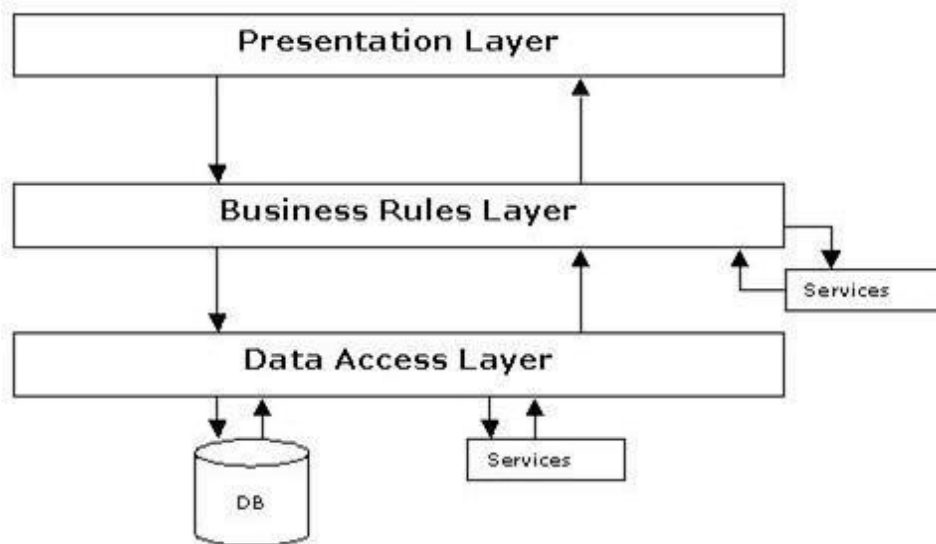 Presentation Layer
Business Rules Layer
Services
Data Access Layer
Services
DB